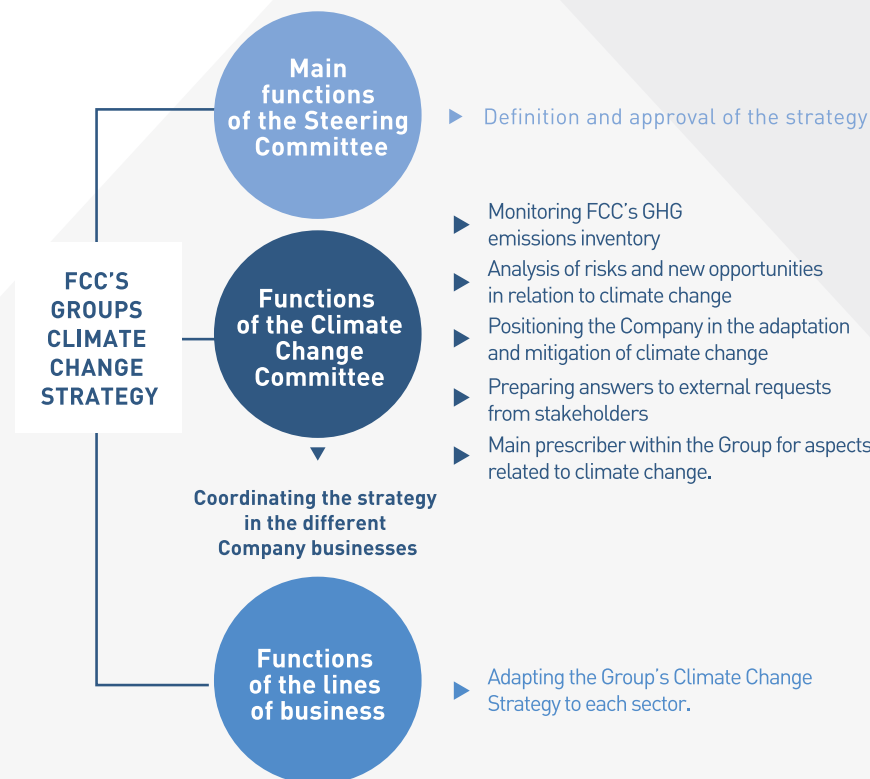 Main
functions
of the Steering
Committee
Definition and approval of the strategy
FCC'S
GROUPS
CLIMATE
CHANGE
STRATEGY
Functions
of the Climate
Change
Committee
Monitoring FCC's GHG
emissions inventory
Analysis of risks and new opportunities
in relation to climate change
Positioning the Company in the adaptation
and mitigation of climate change
Preparing answers to external requests
from stakeholders
Main prescriber within the Group for aspects
related to climate change.
Coordinating the strategy
in the different
Company businesses
Functions
of the lines
of business
Adapting the Group's Climate Change
Strategy to each sector.